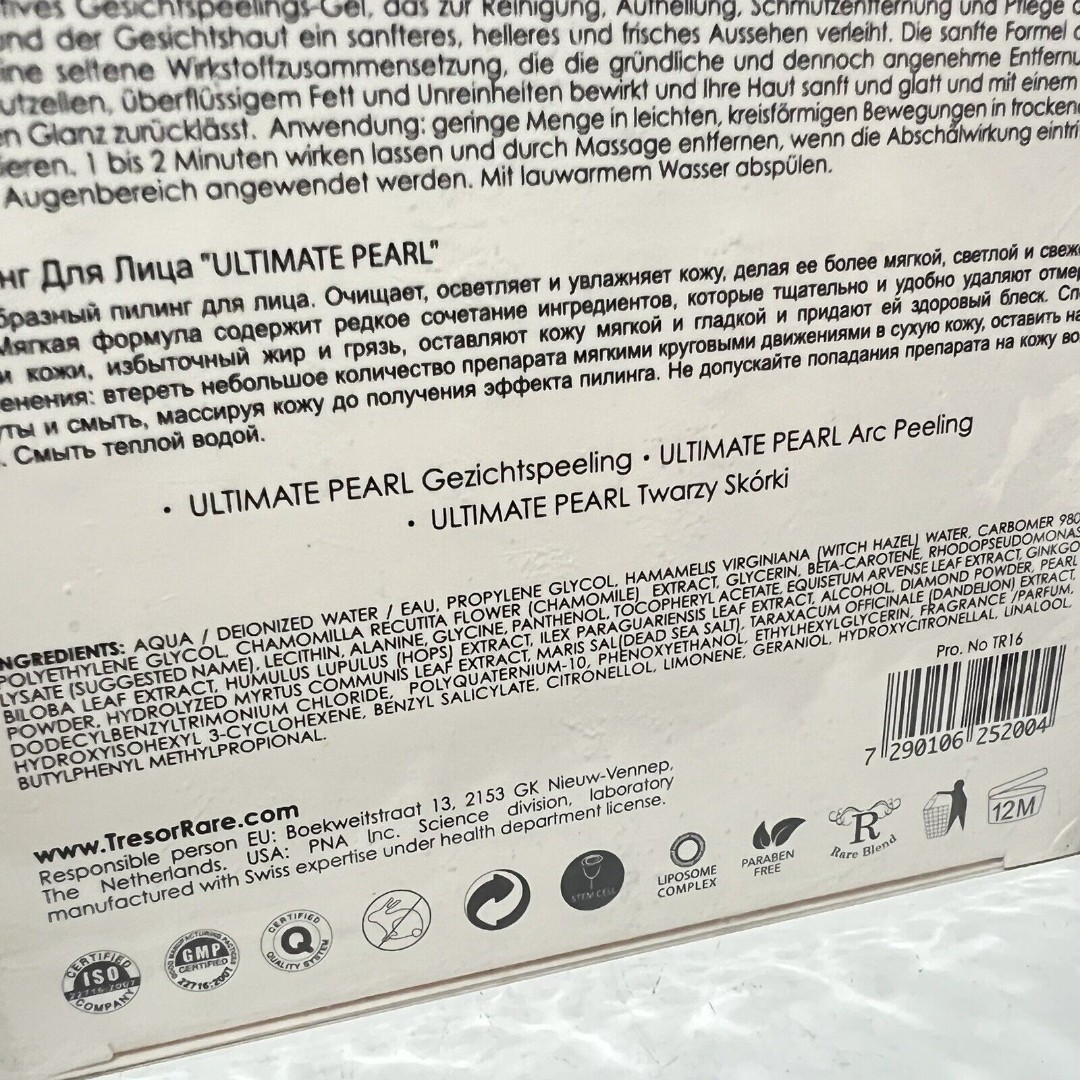 tives Gesichtspeelings-Gel, das zur Reinigung, Aufhellung, Schmutzentfernung und Pflege
und der Gesichtshaut ein sanfteres, helleres und frisches Aussehen verleiht. Die sanfte Formel
ine seltene Wirkstoffzusammensetzung, die die gründliche und dennoch angenehme Entfernu
utzellen, überflüssigem Fett und Unreinheiten bewirkt und Ihre Haut sanft und glatt und mit einem
en Glanz zurücklässt. Anwendung: geringe Menge in leichten, kreisförmigen Bewegungen in trocken
ieren. 1 bis 2 Minuten wirken lassen und durch Massage entfernen, wenn die Abschälwirkung eintri
Augenbereich angewendet werden. Mit lauwarmem Wasser abspülen.
нг Для Лица "ULTIMATE PEARL"
бразный пилинг для лица. Очищает, осветляет и увлажняет кожу, делая ее более мягкой, светлой и свеж
Мягкая формула содержит редкое сочетание ингредиентов, которые тщательно и удобно удаляют отмер
и кожи, избыточный жир и грязь, оставляют кожу мягкой и гладкой и придают ей здоровый блеск. Сп
енения: втереть небольшое количество препарата мягкими круговыми движениями в сухую кожу, оставить на
ты и смыть, массируя кожу до получения эффекта пилинга. Не допускайте попадания препарата на кожу во
. Смыть теплой водой.
• ULTIMATE PEARL Gezichtspeeling • ULTIMATE PEARL Arc Peeling
• ULTIMATE PEARL Twarzy Skórki
INGREDIENTS: AQUA / DEIONIZED WATER / EAU, PROPYLENE GLYCOL, HAMAMELIS VIRGINIANA (WITCH HAZEL) WATER, CARBOMER 980
POLYETHYLENE GLYCOL, CHAMOMILLA RECUTITA FLOWER (CHAMOMILE) EXTRACT, GLYCERIN, BETA-CAROTENE, RHODOPSEUDOMONAS
LYSATE (SUGGESTED NAME), LECITHIN, ALANINE, GLYCINE, PANTHENOL, TOCOPHERYL ACETATE, EQUISETUM ARVENSE LEAF EXTRACT, GINKGO
BILOBA LEAF EXTRACT, HUMULUS LUPULUS (HOPS) EXTRACT, ILEX PARAGUARIENSIS LEAF EXTRACT, ALCOHOL, DIAMOND POWDER, PEARL
POWDER, HYDROLYZED MYRTUS COMMUNIS LEAF EXTRACT, MARIS SAL(DEAD SEA SALT), TARAXACUM OFFICINALE (DANDELION) EXTRACT,
DODECYLBENZYLTRIMONIUM CHLORIDE, POLYQUATERNIUM-10, PHENOXYETHANOL, ETHYLHEXYLGLYCERIN, FRAGRANCE /PARFUM,
HYDROXYISOHEXYL 3-CYCLOHEXENE, BENZYL SALICYLATE, CITRONELLOL, LIMONENE, GERANIOL, HYDROXYCITRONELLAL, LINALOOL,
BUTYLPHENYL METHYLPROPIONAL.
Pro. No TR16
7 290106 252004
www.TresorRare.com
Responsible person EU: Boekweitstraat 13, 2153 GK Nieuw-Vennep,
The Netherlands. USA: PNA Inc. Science division, laboratory
manufactured with Swiss expertise under health department license.
CERTIFIED
ISO
22716:2007
COMPANY
GOOD MANUFACTURING PRACTICES
GMP
CERTIFIED
22716:2007
CERTIFIED
Q
QUALITY SYSTEM
STEM CELL
LIPOSOME
COMPLEX
PARABEN
FREE
R
Rare Blend
12M